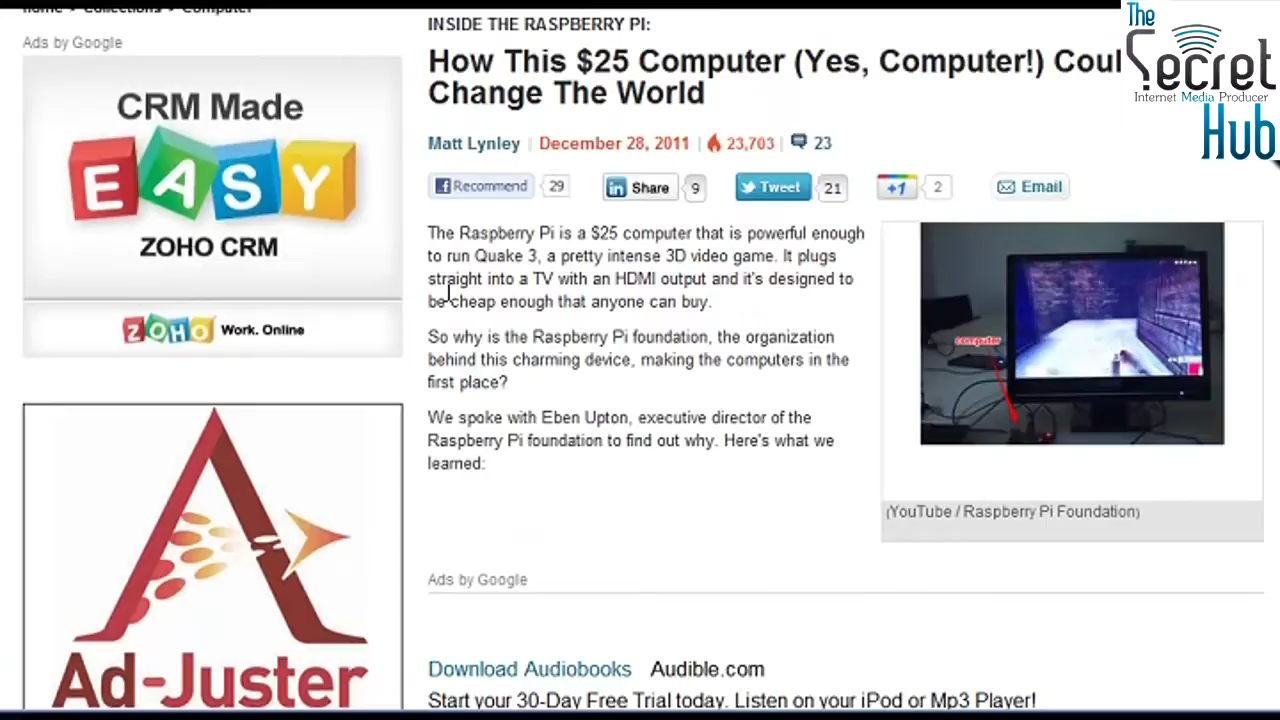 Home > Collections > Computer
Ads by Google
CRM Made
EASY
ZOHO CRM
ZOHO Work. Online
Ad-Juster
INSIDE THE RASPBERRY PI:
How This $25 Computer (Yes, Computer!) Coul
Change The World
Matt Lynley | December 28, 2011 | 23,703 | 23
Recommend 29 Share 9 Tweet 21 +1 2 Email
The Raspberry Pi is a $25 computer that is powerful enough
to run Quake 3, a pretty intense 3D video game. It plugs
straight into a TV with an HDMI output and it's designed to
be cheap enough that anyone can buy.
So why is the Raspberry Pi foundation, the organization
behind this charming device, making the computers in the
first place?
We spoke with Eben Upton, executive director of the
Raspberry Pi foundation to find out why. Here's what we
learned:
computer
(YouTube / Raspberry Pi Foundation)
Ads by Google
Download Audiobooks Audible.com
Start your 30-Day Free Trial today. Listen on your iPod or Mp3 Player!
The
Secret
Internet Media Producer
Hub